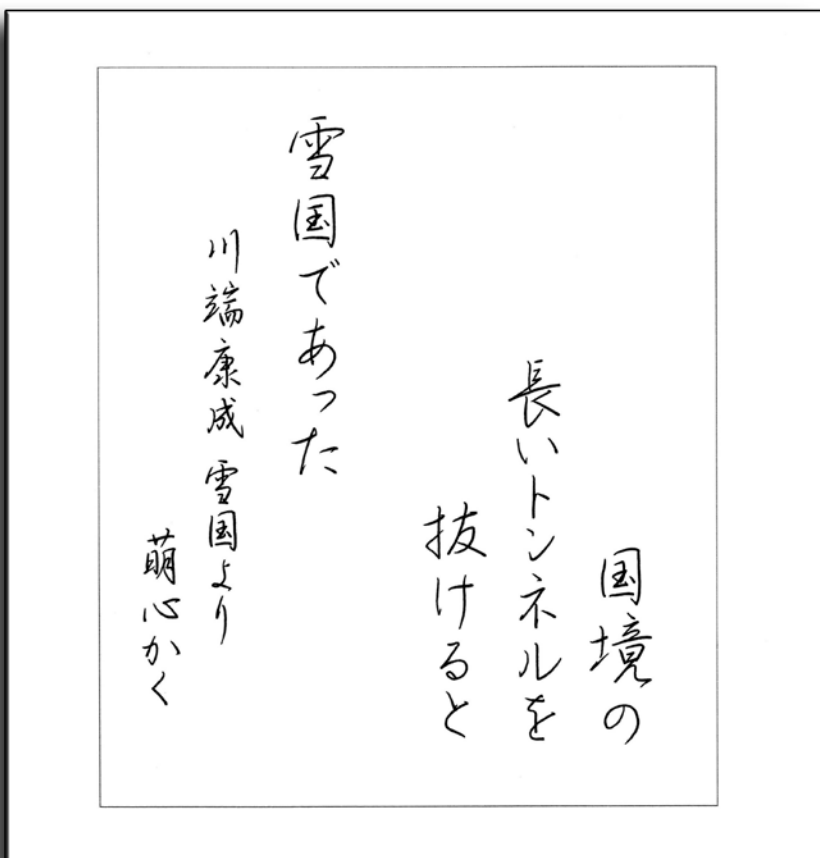 国境の
長いトンネルを
抜けると
雪国であった
川端康成 雪国より
萌心かく